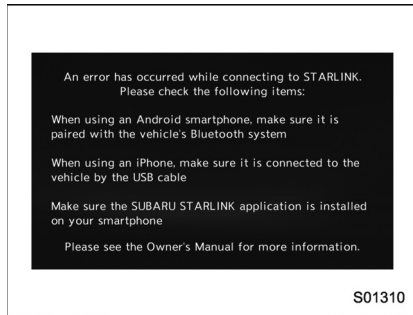 An error has occurred while connecting to STARLINK.
Please check the following items:
When using an Android smartphone, make sure it is
paired with the vehicle's Bluetooth system
When using an iPhone, make sure it is connected to the
vehicle by the USB cable
Make sure the SUBARU STARLINK application is installed
on your smartphone
Please see the Owner's Manual for more information.
S01310